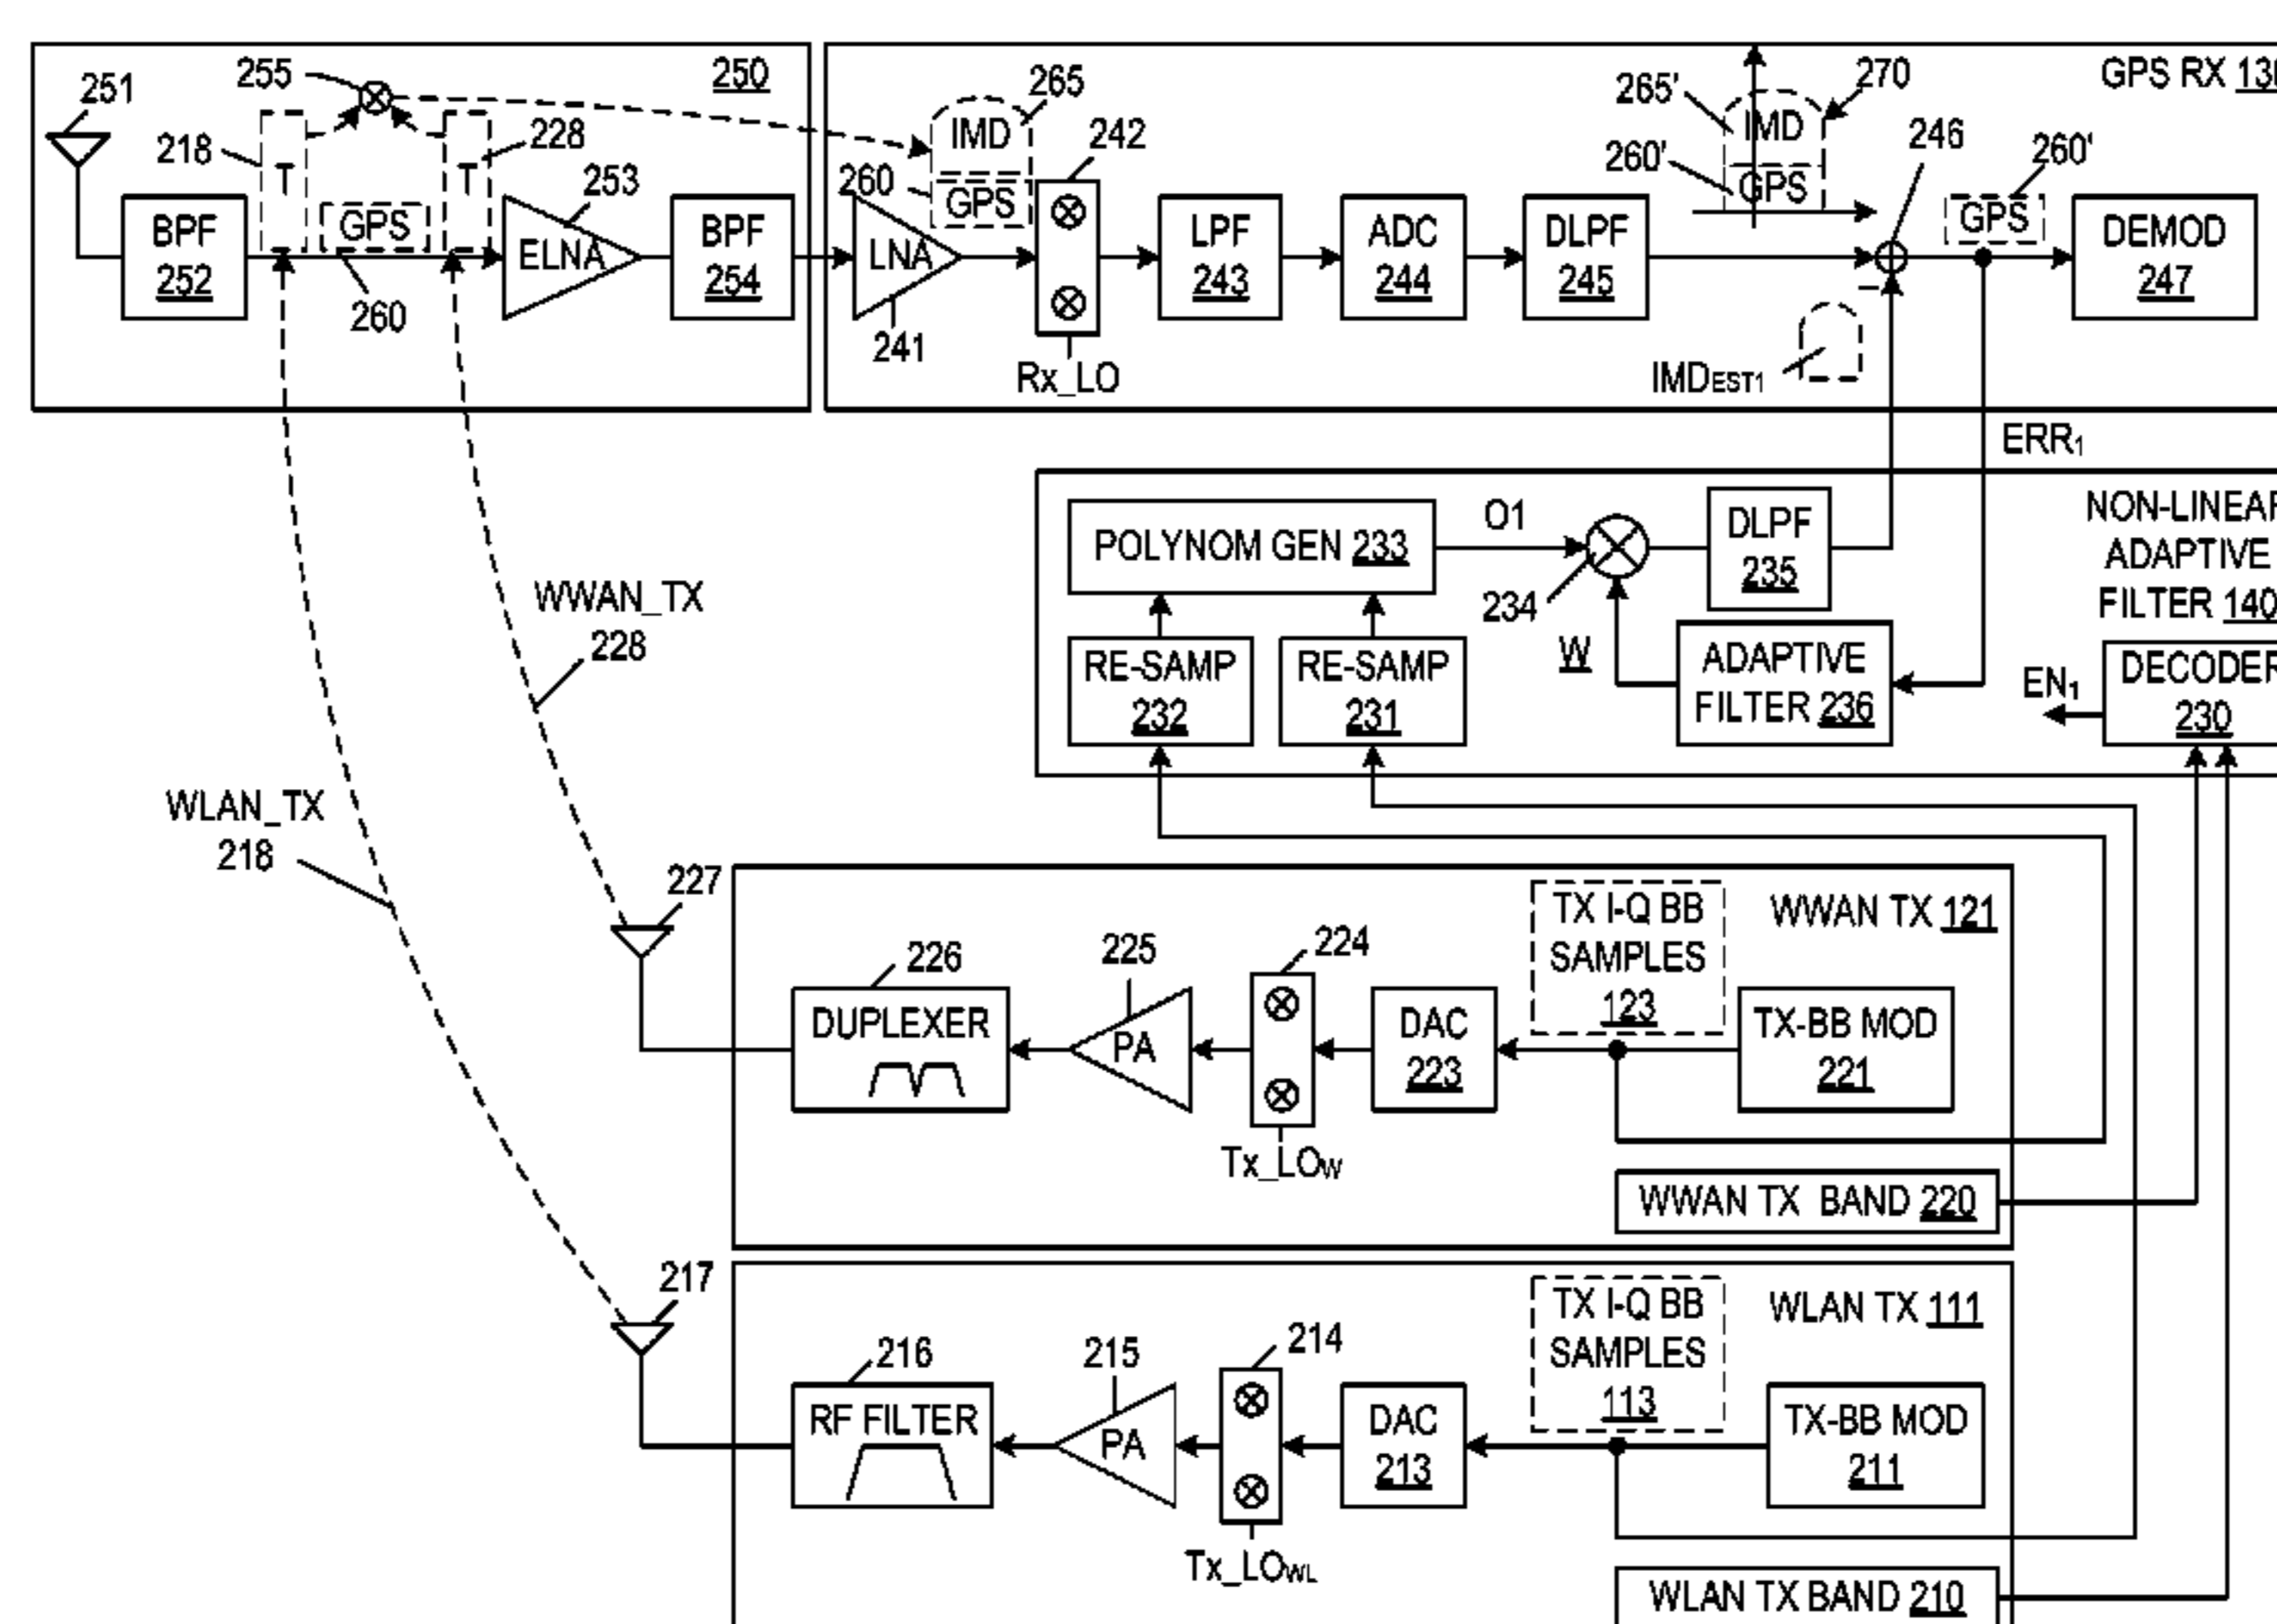 255
250
251
218
T
T
228
253
GPS
BPF
252
260
ELNA
BPF
254
265
IMD
260
GPS
242
LNA
241
Rx_LO
LPF
243
ADC
244
DLPF
245
265'
IMD
270
260'
GPS
246
260'
GPS
GPS RX
DEMOD
247
–
IMDEST1
ERR1
POLYNOM GEN 233
O1
234
DLPF
235
NON-LINEAR
ADAPTIVE
FILTER 140
RE-SAMP
232
RE-SAMP
231
W
ADAPTIVE
FILTER 236
EN1
DECODER
230
WWAN_TX
228
WLAN_TX
218
227
226
DUPLEXER
225
PA
224
Tx_LOW
DAC
223
TX I-Q BB
SAMPLES
123
WWAN TX 121
TX-BB MOD
221
WWAN TX BAND 220
217
216
RF FILTER
215
PA
214
Tx_LOWL
DAC
213
TX I-Q BB
SAMPLES
113
WLAN TX 111
TX-BB MOD
211
WLAN TX BAND 210